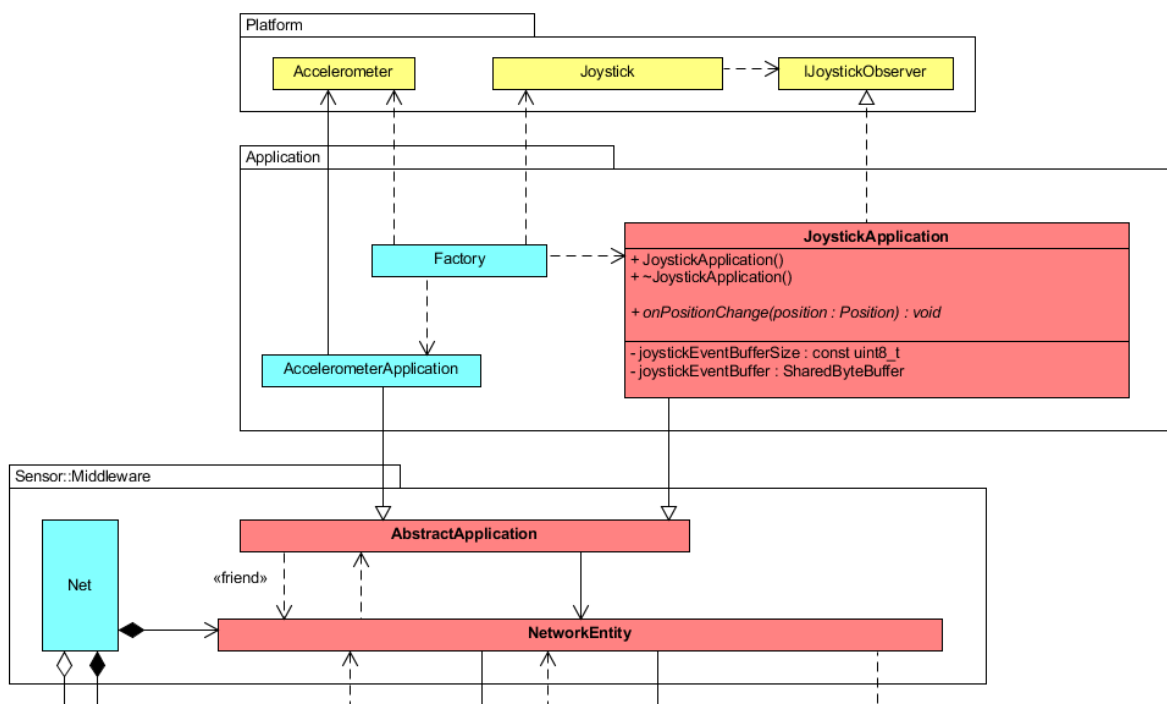 Platform
Accelerometer
Joystick
IJoystickObserver
Application
JoystickApplication
+ JoystickApplication()
+ ~JoystickApplication()
+ onPositionChange(position : Position) : void
- joystickEventBufferSize : const uint8_t
- joystickEventBuffer : SharedByteBuffer
Factory
AccelerometerApplication
Sensor::Middleware
Net
AbstractApplication
«friend»
NetworkEntity